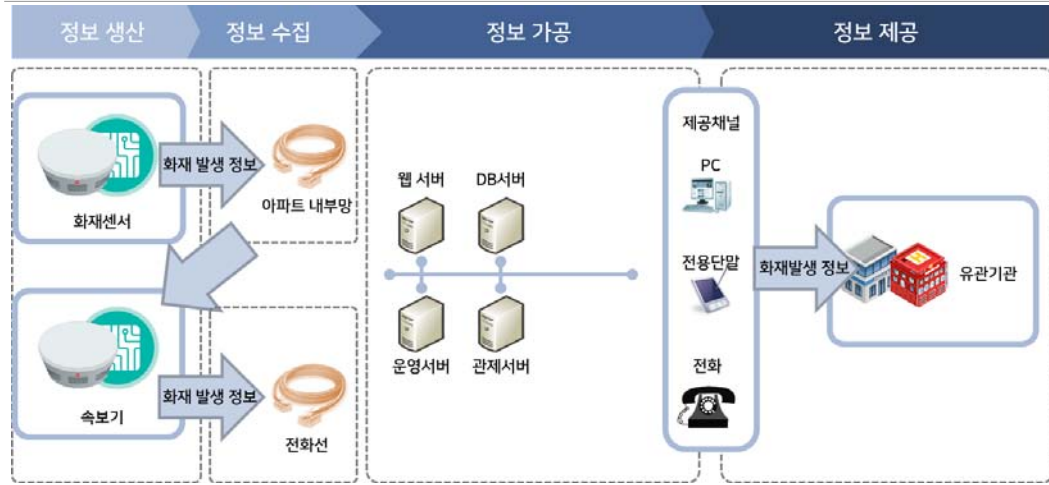 정보 생산
정보 수집
정보 가공
정보 제공
화재센서
화재 발생 정보
아파트 내부망
속보기
화재 발생 정보
전화선
웹 서버
DB서버
운영서버
관제서버
제공채널
PC
전용단말
전화
화재발생 정보
유관기관